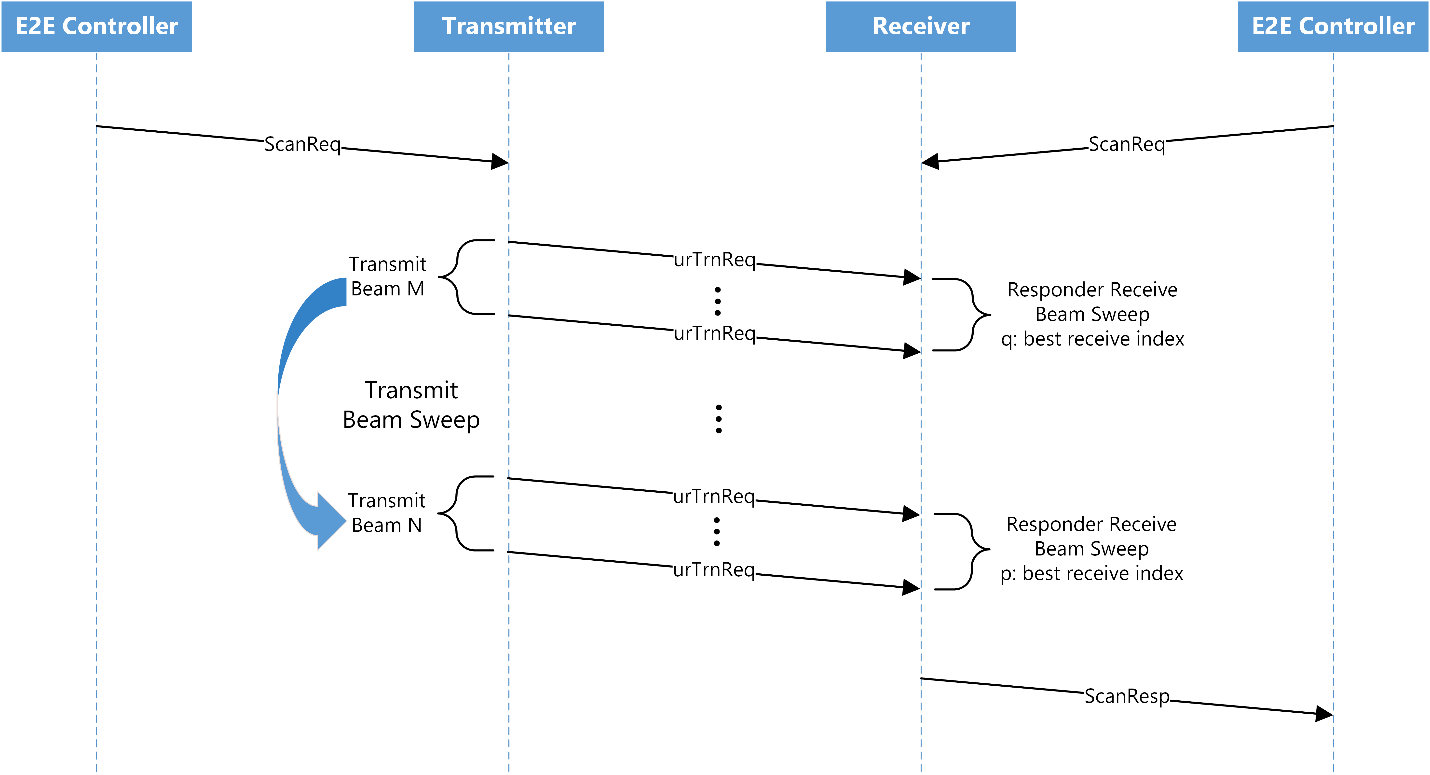 E2E Controller
Transmitter
Receiver
E2E Controller
ScanReq
ScanReq
Transmit
Beam M
urTrnReq
urTrnReq
Responder Receive
Beam Sweep
q: best receive index
Transmit
Beam Sweep
Transmit
Beam N
urTrnReq
urTrnReq
Responder Receive
Beam Sweep
p: best receive index
ScanResp